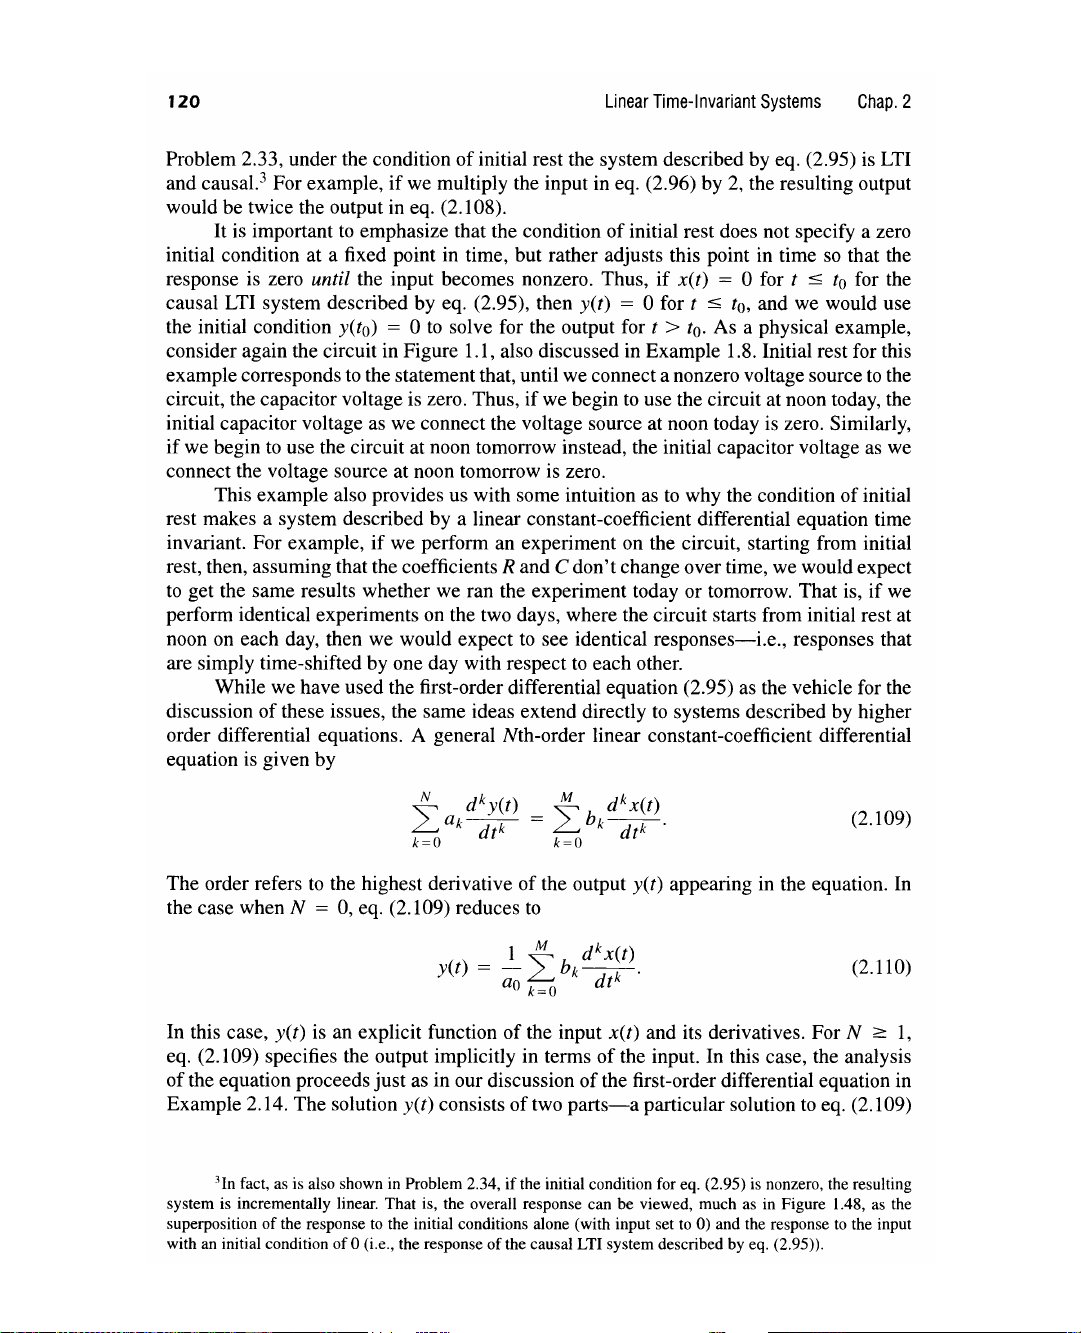 120 Linear Time-Invariant Systems Chap. 2
Problem 2.33, under the condition of initial rest the system described by eq. (2.95) is LTI
and causal.³ For example, if we multiply the input in eq. (2.96) by 2, the resulting output
would be twice the output in eq. (2.108).
It is important to emphasize that the condition of initial rest does not specify a zero
initial condition at a fixed point in time, but rather adjusts this point in time so that the
response is zero until the input becomes nonzero. Thus, if x(t) = 0 for t ≤ t₀ for the
causal LTI system described by eq. (2.95), then y(t) = 0 for t ≤ t₀, and we would use
the initial condition y(t₀) = 0 to solve for the output for t > t₀. As a physical example,
consider again the circuit in Figure 1.1, also discussed in Example 1.8. Initial rest for this
example corresponds to the statement that, until we connect a nonzero voltage source to the
circuit, the capacitor voltage is zero. Thus, if we begin to use the circuit at noon today, the
initial capacitor voltage as we connect the voltage source at noon today is zero. Similarly,
if we begin to use the circuit at noon tomorrow instead, the initial capacitor voltage as we
connect the voltage source at noon tomorrow is zero.
This example also provides us with some intuition as to why the condition of initial
rest makes a system described by a linear constant-coefficient differential equation time
invariant. For example, if we perform an experiment on the circuit, starting from initial
rest, then, assuming that the coefficients R and C don't change over time, we would expect
to get the same results whether we ran the experiment today or tomorrow. That is, if we
perform identical experiments on the two days, where the circuit starts from initial rest at
noon on each day, then we would expect to see identical responses—i.e., responses that
are simply time-shifted by one day with respect to each other.
While we have used the first-order differential equation (2.95) as the vehicle for the
discussion of these issues, the same ideas extend directly to systems described by higher
order differential equations. A general Nth-order linear constant-coefficient differential
equation is given by
∑_{k=0}^{N} a_k d^k y(t)/dt^k = ∑_{k=0}^{M} b_k d^k x(t)/dt^k. (2.109)
The order refers to the highest derivative of the output y(t) appearing in the equation. In
the case when N = 0, eq. (2.109) reduces to
y(t) = 1/a₀ ∑_{k=0}^{M} b_k d^k x(t)/dt^k. (2.110)
In this case, y(t) is an explicit function of the input x(t) and its derivatives. For N ≥ 1,
eq. (2.109) specifies the output implicitly in terms of the input. In this case, the analysis
of the equation proceeds just as in our discussion of the first-order differential equation in
Example 2.14. The solution y(t) consists of two parts—a particular solution to eq. (2.109)
³In fact, as is also shown in Problem 2.34, if the initial condition for eq. (2.95) is nonzero, the resulting
system is incrementally linear. That is, the overall response can be viewed, much as in Figure 1.48, as the
superposition of the response to the initial conditions alone (with input set to 0) and the response to the input
with an initial condition of 0 (i.e., the response of the causal LTI system described by eq. (2.95)).